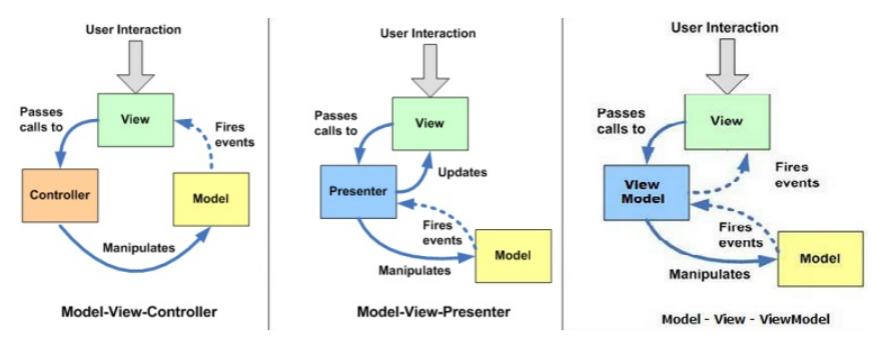 User Interaction
Passes
calls to
View
Fires
events
Controller
Model
Manipulates
Model-View-Controller
User Interaction
Passes
calls to
View
Updates
Presenter
Fires
events
Model
Manipulates
Model-View-Presenter
User Interaction
Passes
calls to
View
Fires
events
VIew
Model
Fires
events
Model
Manipulates
Model - View - ViewModel